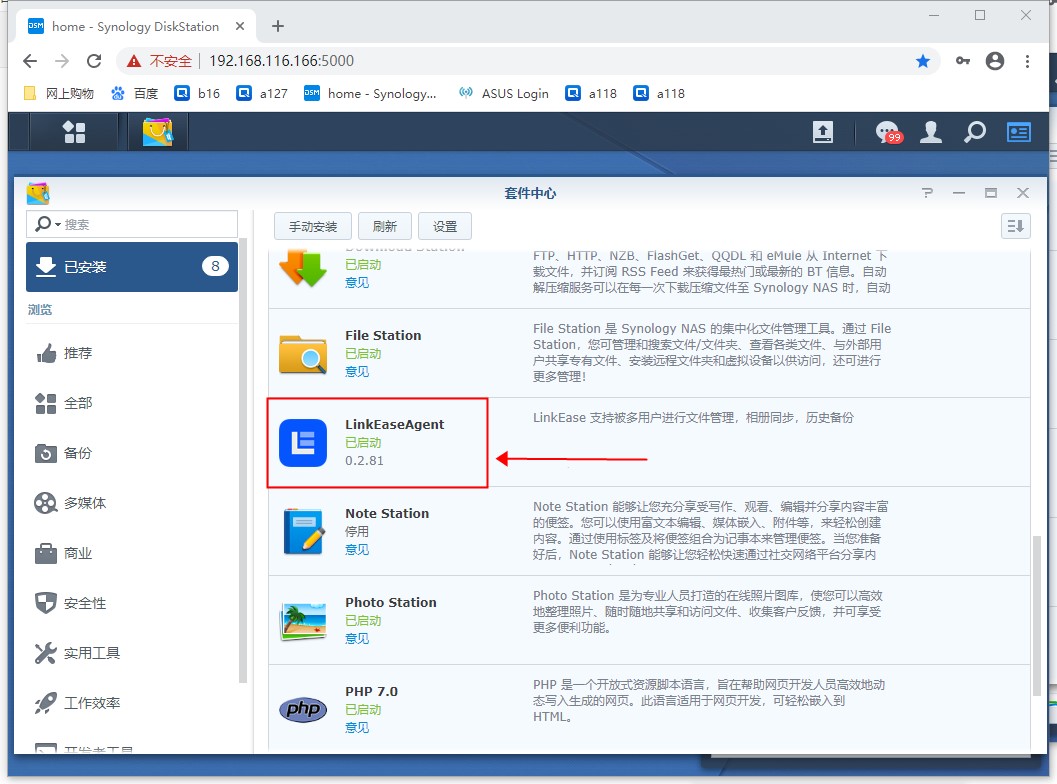 home - Synology DiskStation
不安全 192.168.116.166:5000
网上购物 百度 b16 a127 home - Synology... ASUS Login a118 a118
99
套件中心
搜索
手动安装 刷新 设置
已安装 8
浏览
推荐
全部
备份
多媒体
商业
安全性
实用工具
工作效率
开发者工具
Download Station
已启动
意见
FTP、HTTP、NZB、FlashGet、QQDL 和 eMule 从 Internet 下
载文件，并订阅 RSS Feed 来获得最热门或最新的 BT 信息。自动
解压缩服务可以在每一次下载压缩文件至 Synology NAS 时，自动
File Station
已启动
意见
File Station 是 Synology NAS 的集中化文件管理工具。通过 File
Station，您可管理和搜索文件/文件夹、查看各类文件、与外部用
户共享专有文件、安装远程文件夹和虚拟设备以供访问，还可进行
更多管理！
LinkEaseAgent
已启动
0.2.81
LinkEase 支持被多用户进行文件管理，相册同步，历史备份
Note Station
停用
意见
Note Station 能够让您充分享受写作、观看、编辑并分享内容丰富
的便签。您可以使用富文本编辑、媒体嵌入、附件等，来轻松创建
内容。通过使用标签及将便签组合为记事本来管理便签。当您准备
好后，Note Station 能够让您轻松快速通过社交网络平台分享内
Photo Station
已启动
意见
Photo Station 是为专业人员打造的在线照片图库，使您可以高效
地整理照片、随时随地共享和访问文件、收集客户反馈，并可享受
更多便利功能。
php
PHP 7.0
已启动
意见
PHP 是一个开放式资源脚本语言，旨在帮助网页开发人员高效地动
态写入生成的网页。此语言适用于网页开发，可轻松嵌入到
HTML。